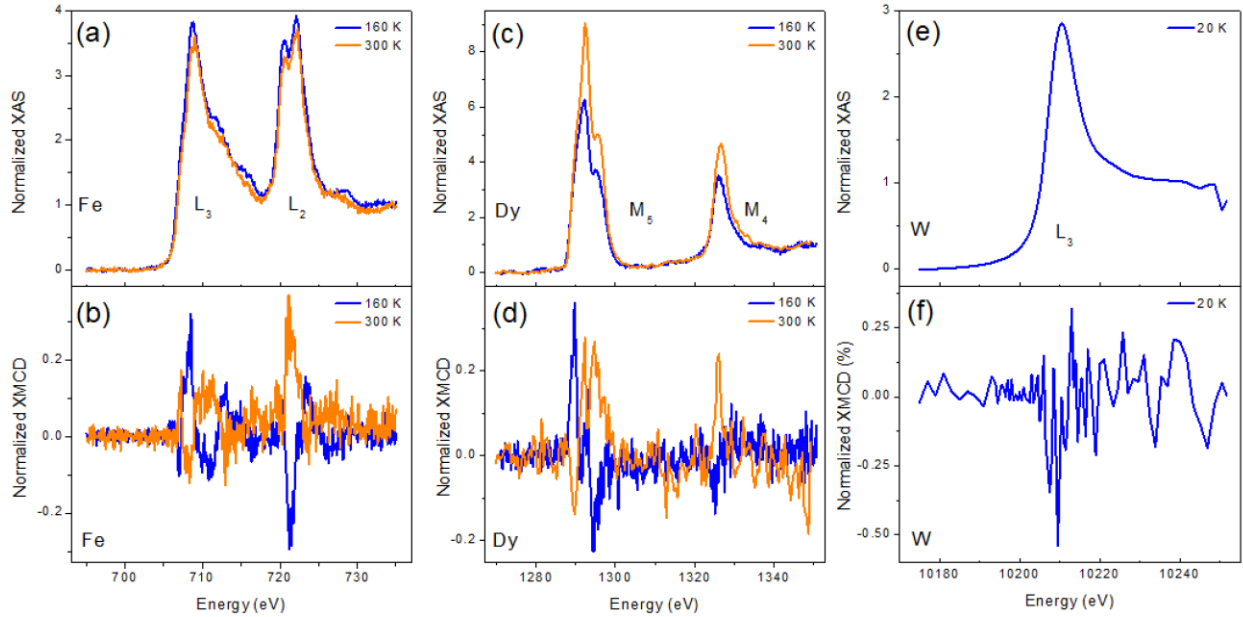 (a)
160 K
300 K
Normalized XAS
4
3
2
1
0
Fe
L3
L2
(b)
160 K
300 K
Normalized XMCD
0.2
0.0
-0.2
Fe
700
710
720
730
Energy (eV)
(c)
160 K
300 K
Normalized XAS
8
6
4
2
0
Dy
M5
M4
(d)
160 K
300 K
Normalized XMCD
0.2
0.0
-0.2
Dy
1280
1300
1320
1340
Energy (eV)
(e)
20 K
Normalized XAS
3
2
1
0
W
L3
(f)
20 K
Normalized XMCD (%)
0.25
0.00
-0.25
-0.50
W
10180
10200
10220
10240
Energy (eV)